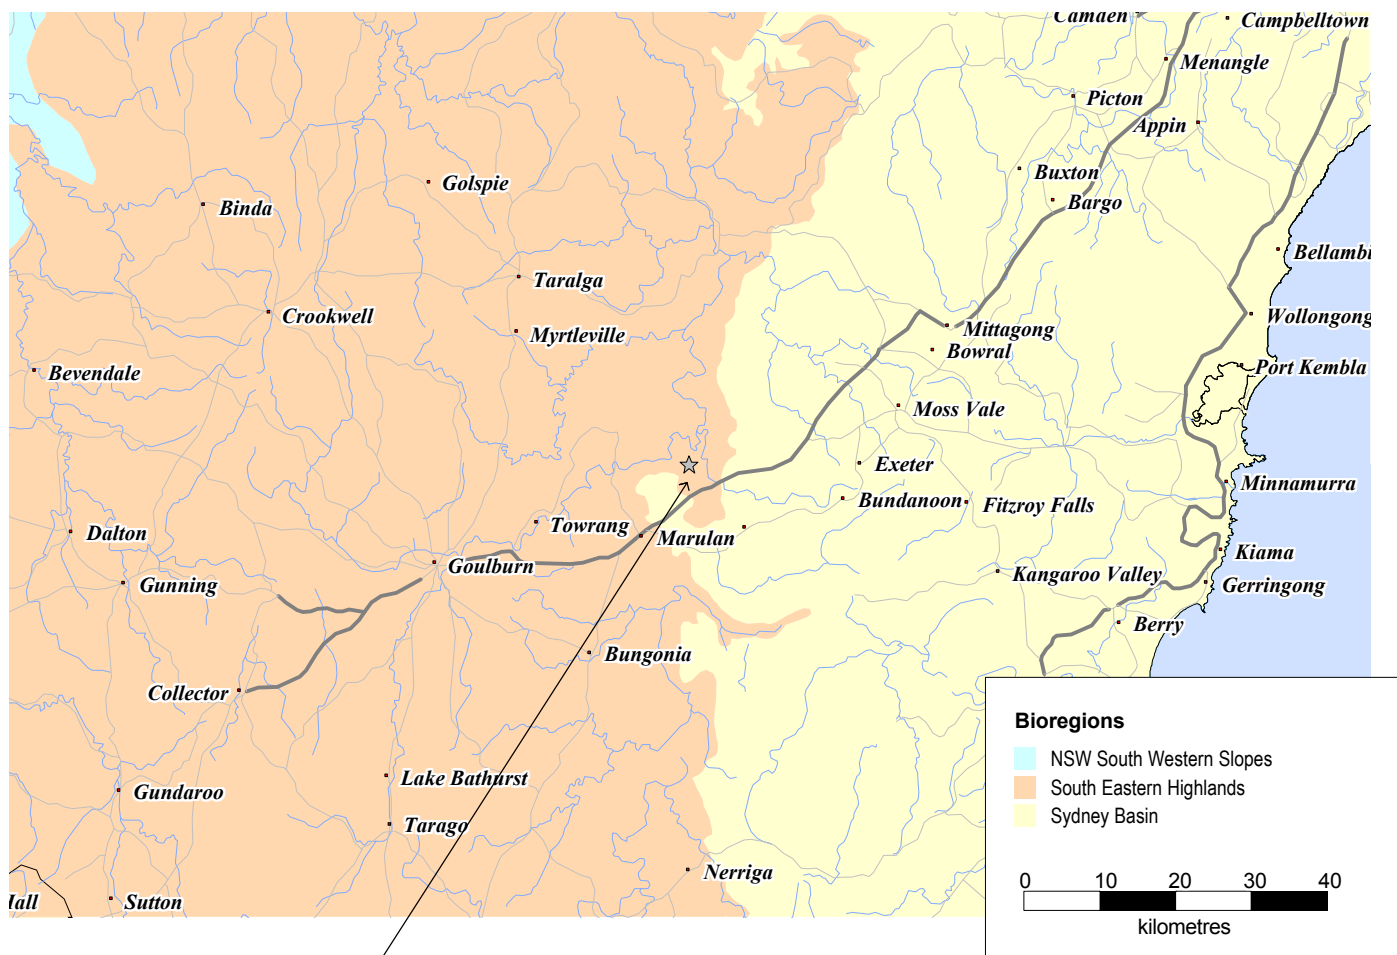 Camden
Campbelltown
Menangle
Picton
Appin
Buxton
Golspie
Bargo
Binda
Bellambi
Taralga
Crookwell
Wollongong
Mittagong
Myrtleville
Bowral
Port Kembla
Bevendale
Moss Vale
Exeter
Minnamurra
Bundanoon
Fitzroy Falls
Towrang
Dalton
Marulan
Kiama
Goulburn
Kangaroo Valley
Gunning
Gerringong
Berry
Bungonia
Collector
Bioregions
NSW South Western Slopes
Lake Bathurst
South Eastern Highlands
Gundaroo
Sydney Basin
Tarago
Nerriga
0 10 20 30 40
Hall
Sutton
kilometres